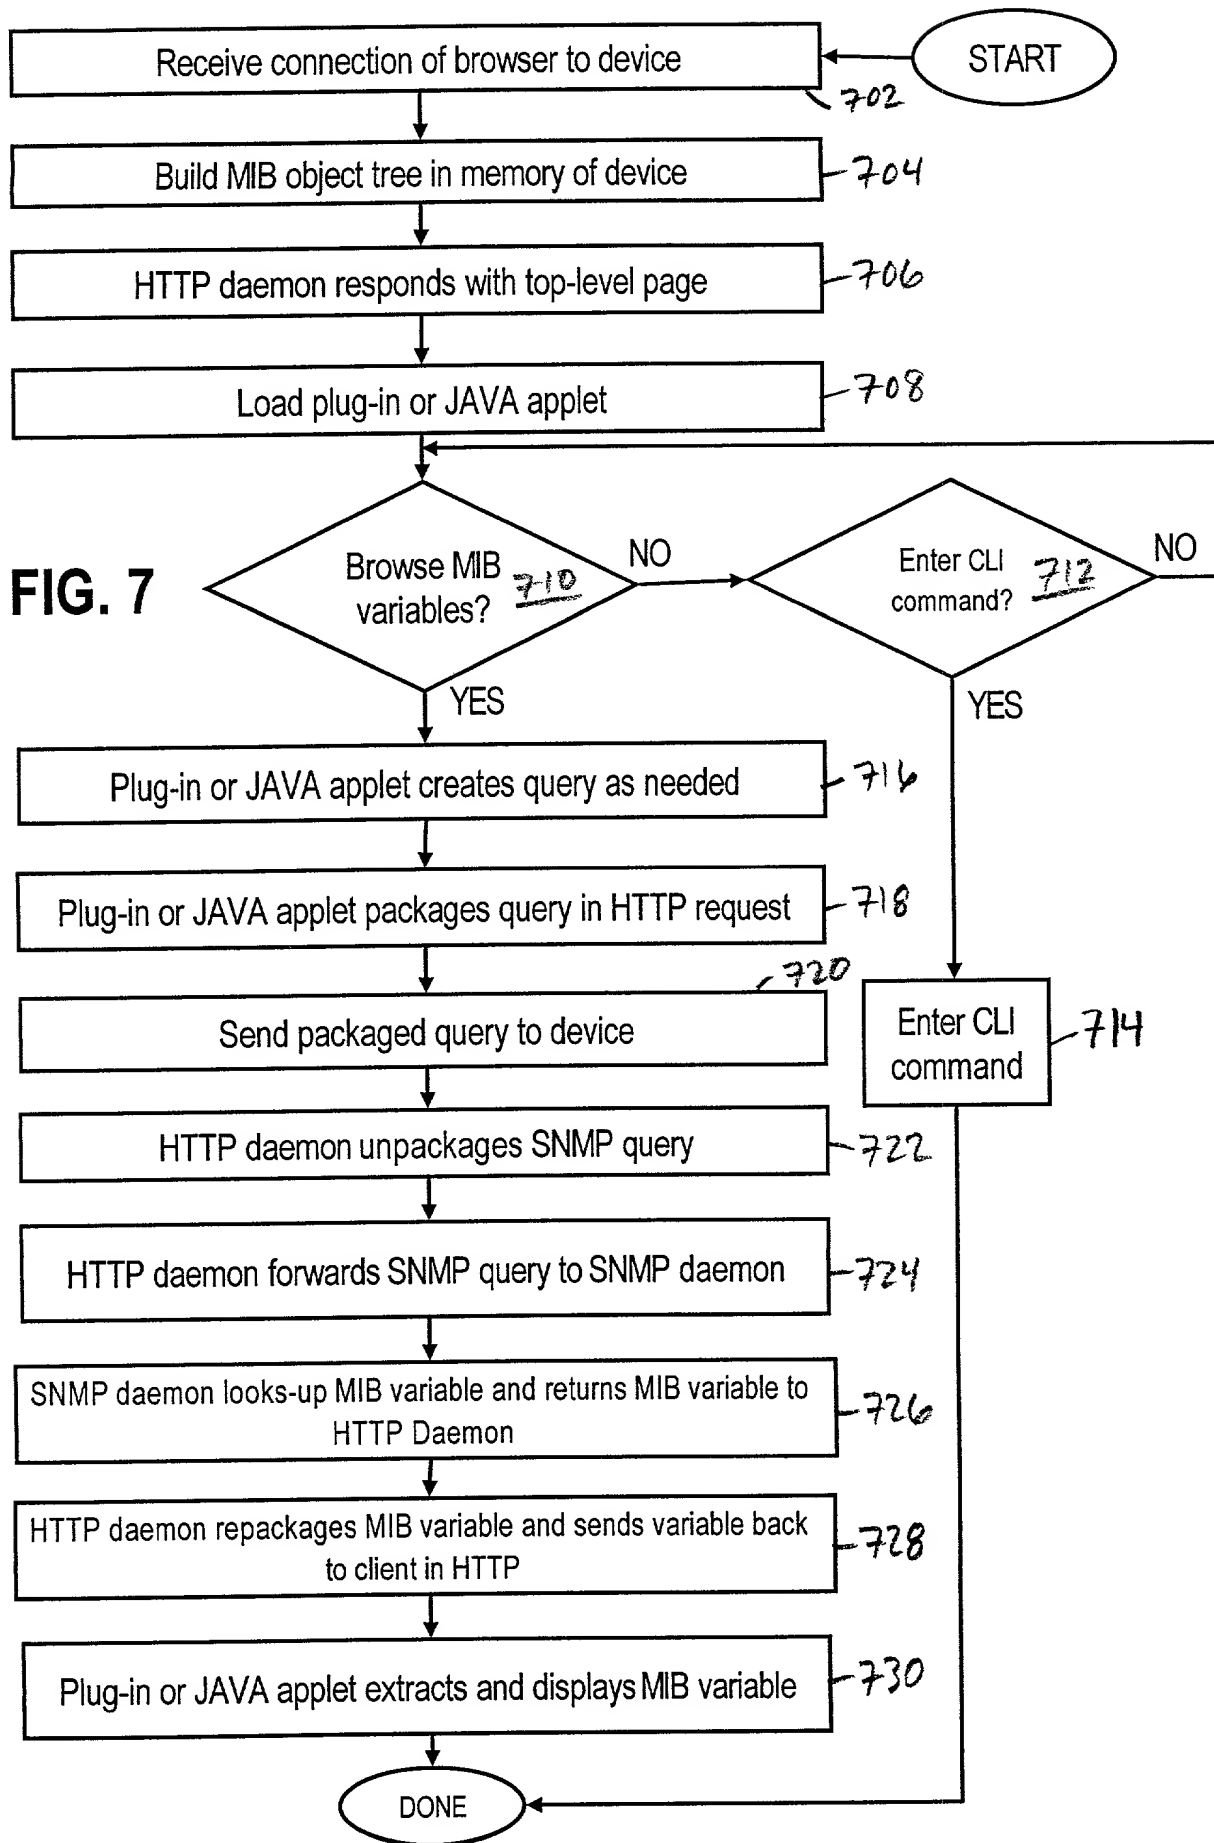 START
Receive connection of browser to device
702
Build MIB object tree in memory of device
704
HTTP daemon responds with top-level page
706
Load plug-in or JAVA applet
708
FIG. 7
Browse MIB
variables?
710
NO
Enter CLI
command?
712
NO
YES
YES
Plug-in or JAVA applet creates query as needed
716
Plug-in or JAVA applet packages query in HTTP request
718
720
Send packaged query to device
Enter CLI
command
714
HTTP daemon unpackages SNMP query
722
HTTP daemon forwards SNMP query to SNMP daemon
724
SNMP daemon looks-up MIB variable and returns MIB variable to
HTTP Daemon
726
HTTP daemon repackages MIB variable and sends variable back
to client in HTTP
728
Plug-in or JAVA applet extracts and displays MIB variable
730
DONE